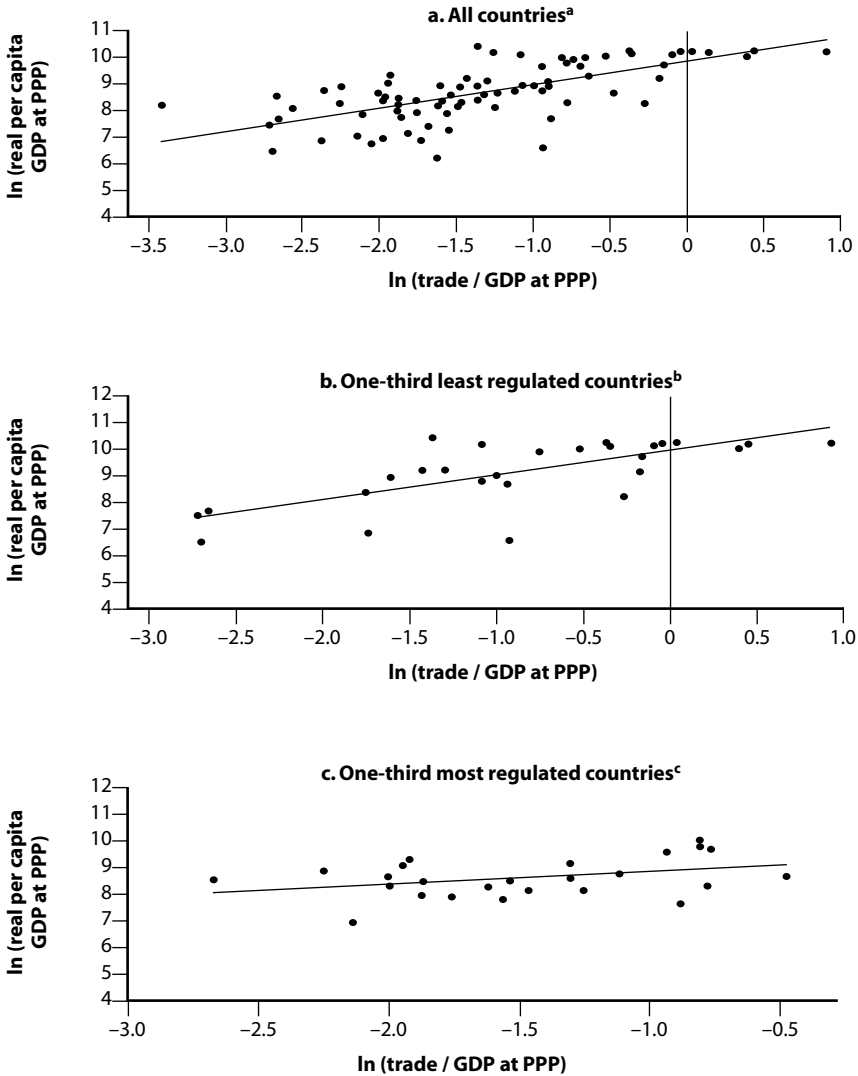 a. All countriesᵃ
ln (real per capita
GDP at PPP)
11
10
9
8
7
6
5
4
–3.5 –3.0 –2.5 –2.0 –1.5 –1.0 –0.5 0 0.5 1.0
ln (trade / GDP at PPP)
b. One-third least regulated countriesᵇ
ln (real per capita
GDP at PPP)
12
11
10
9
8
7
6
5
4
–3.0 –2.5 –2.0 –1.5 –1.0 –0.5 0 0.5 1.0
ln (trade / GDP at PPP)
c. One-third most regulated countriesᶜ
ln (real per capita
GDP at PPP)
12
11
10
9
8
7
6
5
4
–3.0 –2.5 –2.0 –1.5 –1.0 –0.5
ln (trade / GDP at PPP)